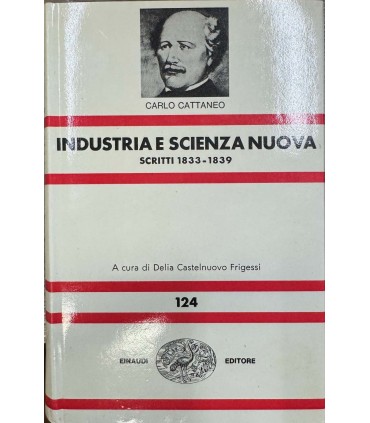 CARLO CATTANEO
INDUSTRIA E SCIENZA NUOVA
SCRITTI 1833-1839
A cura di Delia Castelnuovo Frigessi
124
EINAUDI EDITORE